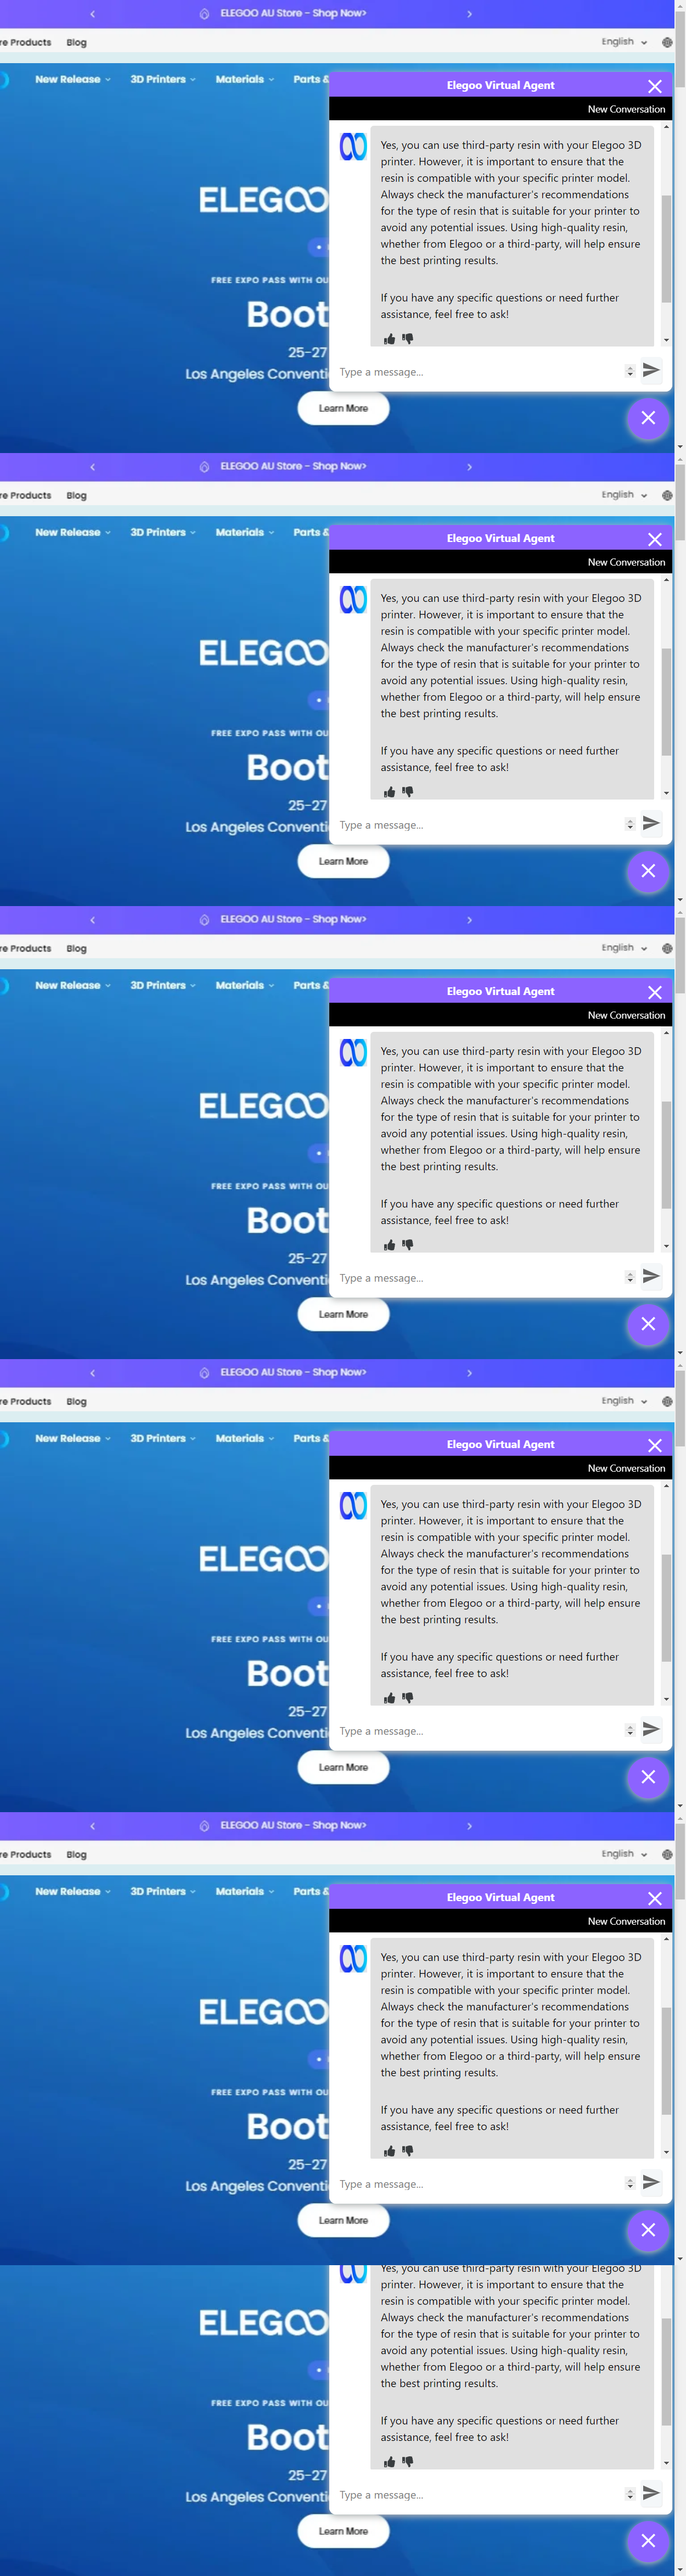 ELEGOO AU Store - Shop Now>
re Products Blog English
New Release 3D Printers Materials Parts &
Elegoo Virtual Agent
New Conversation
ELEGOO
FREE EXPO PASS WITH OU
Boot
25-27
Los Angeles Conventi
Learn More
Yes, you can use third-party resin with your Elegoo 3D
printer. However, it is important to ensure that the
resin is compatible with your specific printer model.
Always check the manufacturer's recommendations
for the type of resin that is suitable for your printer to
avoid any potential issues. Using high-quality resin,
whether from Elegoo or a third-party, will help ensure
the best printing results.
If you have any specific questions or need further
assistance, feel free to ask!
Type a message...
ELEGOO AU Store - Shop Now>
re Products Blog English
New Release 3D Printers Materials Parts &
Elegoo Virtual Agent
New Conversation
ELEGOO
FREE EXPO PASS WITH OU
Boot
25-27
Los Angeles Conventi
Learn More
Yes, you can use third-party resin with your Elegoo 3D
printer. However, it is important to ensure that the
resin is compatible with your specific printer model.
Always check the manufacturer's recommendations
for the type of resin that is suitable for your printer to
avoid any potential issues. Using high-quality resin,
whether from Elegoo or a third-party, will help ensure
the best printing results.
If you have any specific questions or need further
assistance, feel free to ask!
Type a message...
ELEGOO AU Store - Shop Now>
re Products Blog English
New Release 3D Printers Materials Parts &
Elegoo Virtual Agent
New Conversation
ELEGOO
FREE EXPO PASS WITH OU
Boot
25-27
Los Angeles Conventi
Learn More
Yes, you can use third-party resin with your Elegoo 3D
printer. However, it is important to ensure that the
resin is compatible with your specific printer model.
Always check the manufacturer's recommendations
for the type of resin that is suitable for your printer to
avoid any potential issues. Using high-quality resin,
whether from Elegoo or a third-party, will help ensure
the best printing results.
If you have any specific questions or need further
assistance, feel free to ask!
Type a message...
ELEGOO AU Store - Shop Now>
re Products Blog English
New Release 3D Printers Materials Parts &
Elegoo Virtual Agent
New Conversation
ELEGOO
FREE EXPO PASS WITH OU
Boot
25-27
Los Angeles Conventi
Learn More
Yes, you can use third-party resin with your Elegoo 3D
printer. However, it is important to ensure that the
resin is compatible with your specific printer model.
Always check the manufacturer's recommendations
for the type of resin that is suitable for your printer to
avoid any potential issues. Using high-quality resin,
whether from Elegoo or a third-party, will help ensure
the best printing results.
If you have any specific questions or need further
assistance, feel free to ask!
Type a message...
ELEGOO AU Store - Shop Now>
re Products Blog English
New Release 3D Printers Materials Parts &
Elegoo Virtual Agent
New Conversation
ELEGOO
FREE EXPO PASS WITH OU
Boot
25-27
Los Angeles Conventi
Learn More
Yes, you can use third-party resin with your Elegoo 3D
printer. However, it is important to ensure that the
resin is compatible with your specific printer model.
Always check the manufacturer's recommendations
for the type of resin that is suitable for your printer to
avoid any potential issues. Using high-quality resin,
whether from Elegoo or a third-party, will help ensure
the best printing results.
If you have any specific questions or need further
assistance, feel free to ask!
Type a message...
ELEGOO
FREE EXPO PASS WITH OU
Boot
25-27
Los Angeles Conventi
Learn More
Yes, you can use third-party resin with your Elegoo 3D
printer. However, it is important to ensure that the
resin is compatible with your specific printer model.
Always check the manufacturer's recommendations
for the type of resin that is suitable for your printer to
avoid any potential issues. Using high-quality resin,
whether from Elegoo or a third-party, will help ensure
the best printing results.
If you have any specific questions or need further
assistance, feel free to ask!
Type a message...